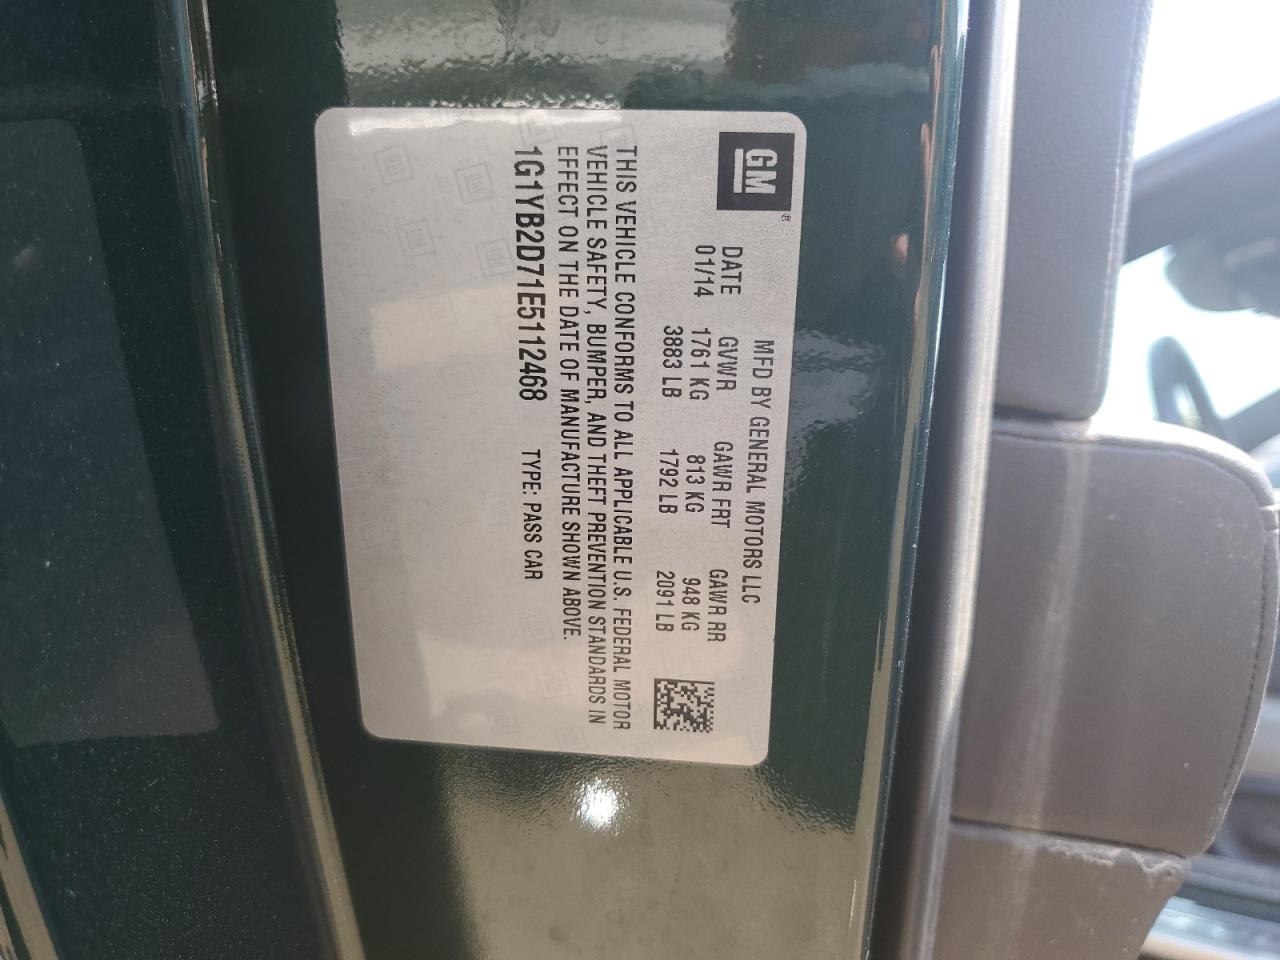 GM®
MFD BY GENERAL MOTORS LLC
DATE GVWR GAWR FRT GAWR RR
01/14 1761 KG 813 KG 948 KG
3883 LB 1792 LB 2091 LB
THIS VEHICLE CONFORMS TO ALL APPLICABLE U.S. FEDERAL MOTOR
VEHICLE SAFETY, BUMPER, AND THEFT PREVENTION STANDARDS IN
EFFECT ON THE DATE OF MANUFACTURE SHOWN ABOVE.
1G1YB2D71E5112468 TYPE: PASS CAR